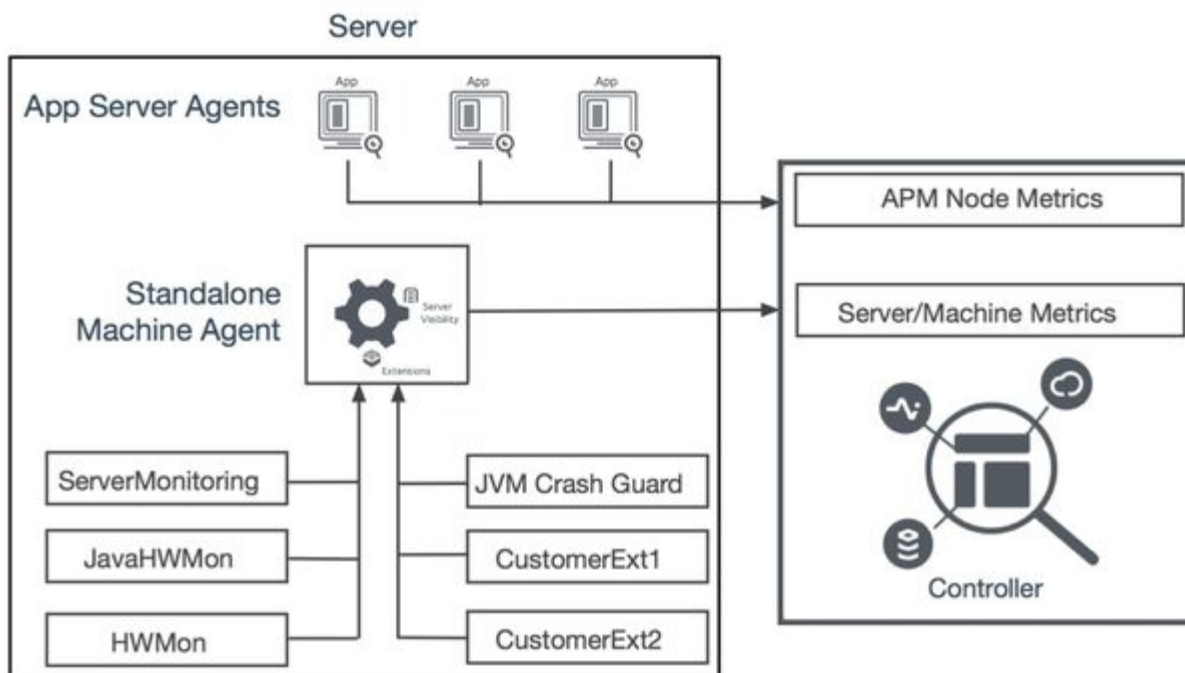 Server
App Server Agents
App
App
App
APM Node Metrics
Standalone
Machine Agent
Server
Visibility
Extensions
Server/Machine Metrics
ServerMonitoring
JVM Crash Guard
JavaHWMon
CustomerExt1
HWMon
CustomerExt2
Controller